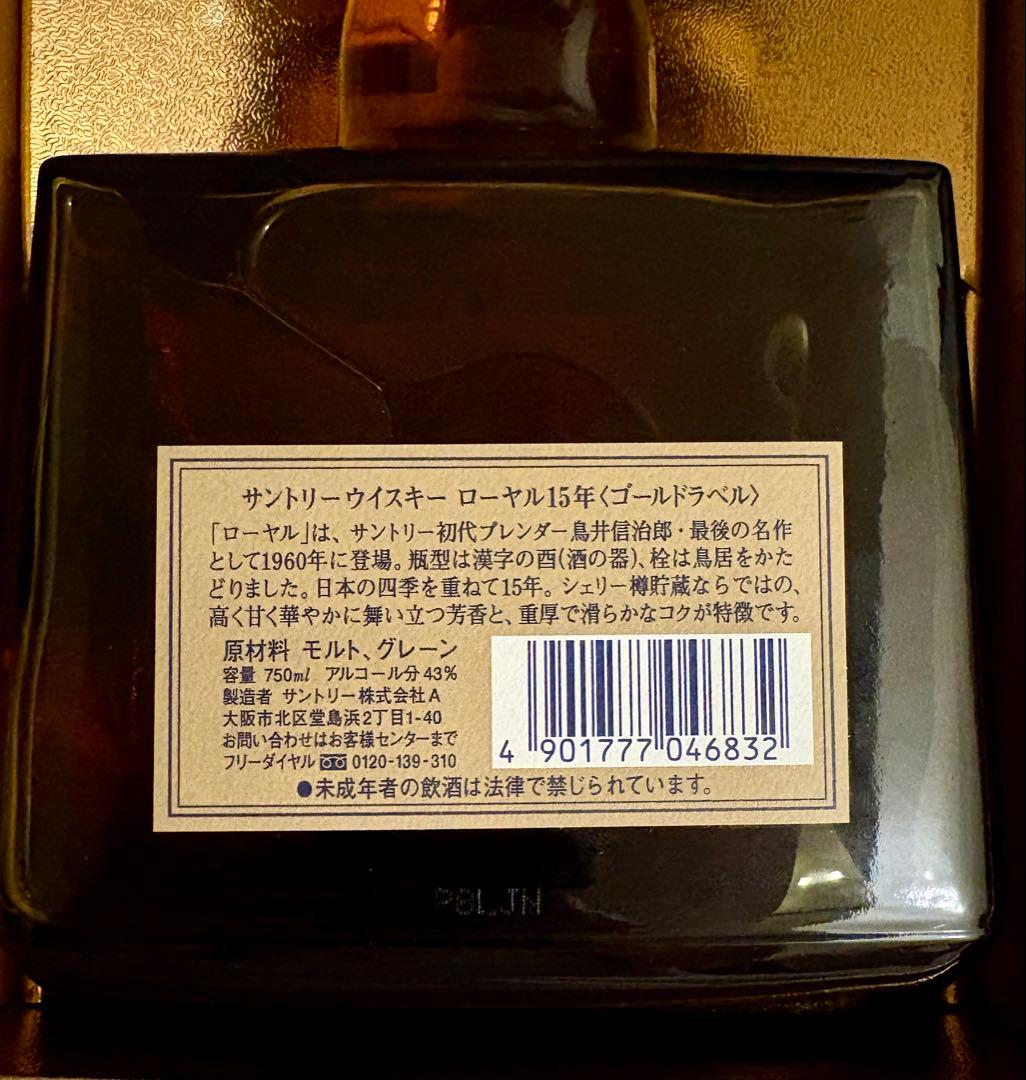 サントリーウイスキー ローヤル15年〈ゴールドラベル〉
「ローヤル」は、サントリー初代ブレンダー鳥井信治郎・最後の名作
として1960年に登場。瓶型は漢字の酉(酒の器)、栓は鳥居をかた
どりました。日本の四季を重ねて15年。シェリー樽貯蔵ならではの、
高く甘く華やかに舞い立つ芳香と、重厚で滑らかなコクが特徴です。
原材料 モルト、グレーン
容量 750ml アルコール分43%
製造者 サントリー株式会社A
大阪市北区堂島浜2丁目1-40
お問い合わせはお客様センターまで
フリーダイヤル 0120-139-310
4 901777 046832
●未成年者の飲酒は法律で禁じられています。
P8LJN